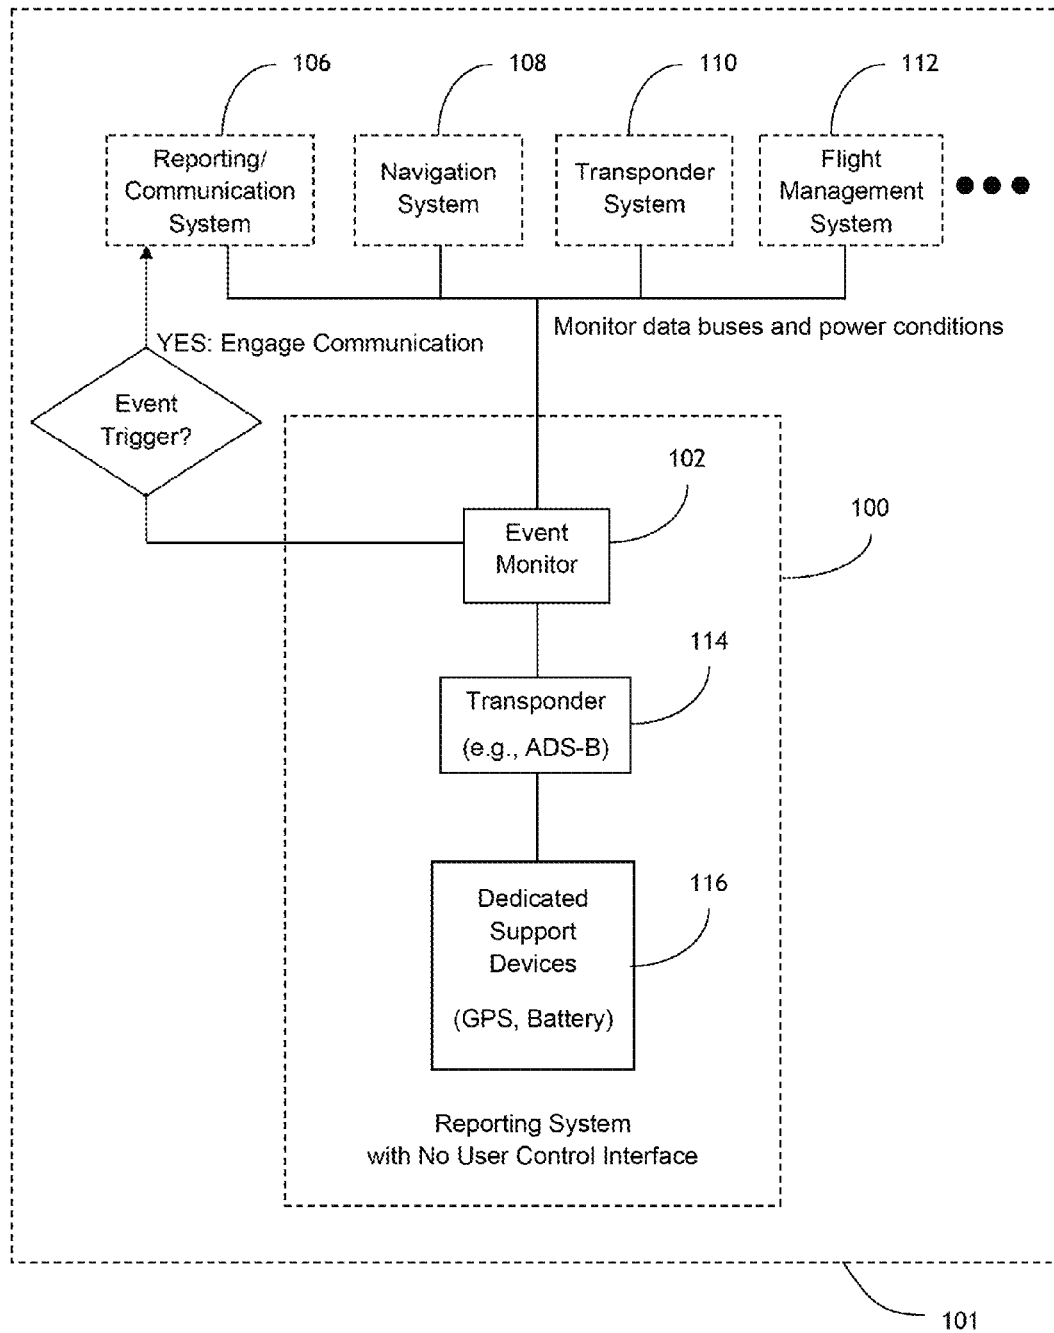 106
108
110
112
Reporting/
Communication
System
Navigation
System
Transponder
System
Flight
Management
System
Monitor data buses and power conditions
YES: Engage Communication
Event
Trigger?
102
100
Event
Monitor
114
Transponder
(e.g., ADS-B)
116
Dedicated
Support
Devices
(GPS, Battery)
Reporting System
with No User Control Interface
101